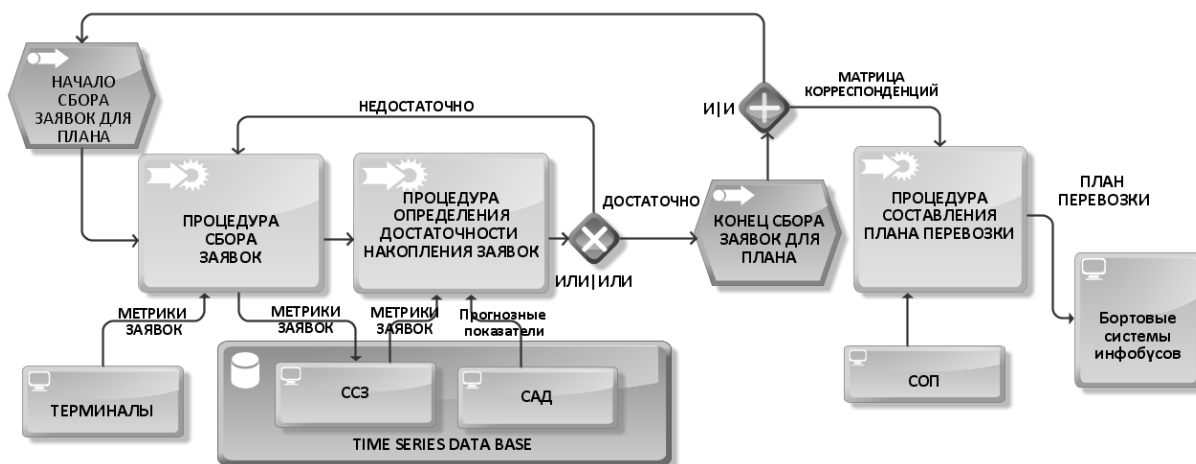 НАЧАЛО
СБОРА
ЗАЯВОК ДЛЯ
ПЛАНА
НЕДОСТАТОЧНО
И|И
МАТРИЦА
КОРРЕСПОНДЕНЦИЙ
ПРОЦЕДУРА
СБОРА
ЗАЯВОК
ПРОЦЕДУРА
ОПРЕДЕЛЕНИЯ
ДОСТАТОЧНОСТИ
НАКОПЛЕНИЯ ЗАЯВОК
ДОСТАТОЧНО
ИЛИ|ИЛИ
КОНЕЦ СБОРА
ЗАЯВОК ДЛЯ
ПЛАНА
ПРОЦЕДУРА
СОСТАВЛЕНИЯ
ПЛАНА ПЕРЕВОЗКИ
ПЛАН
ПЕРЕВОЗКИ
МЕТРИКИ
ЗАЯВОК
МЕТРИКИ
ЗАЯВОК
МЕТРИКИ
ЗАЯВОК
Прогнозные
показатели
ТЕРМИНАЛЫ
ССЗ
САД
TIME SERIES DATA BASE
СОП
Бортовые
системы
инфобусов